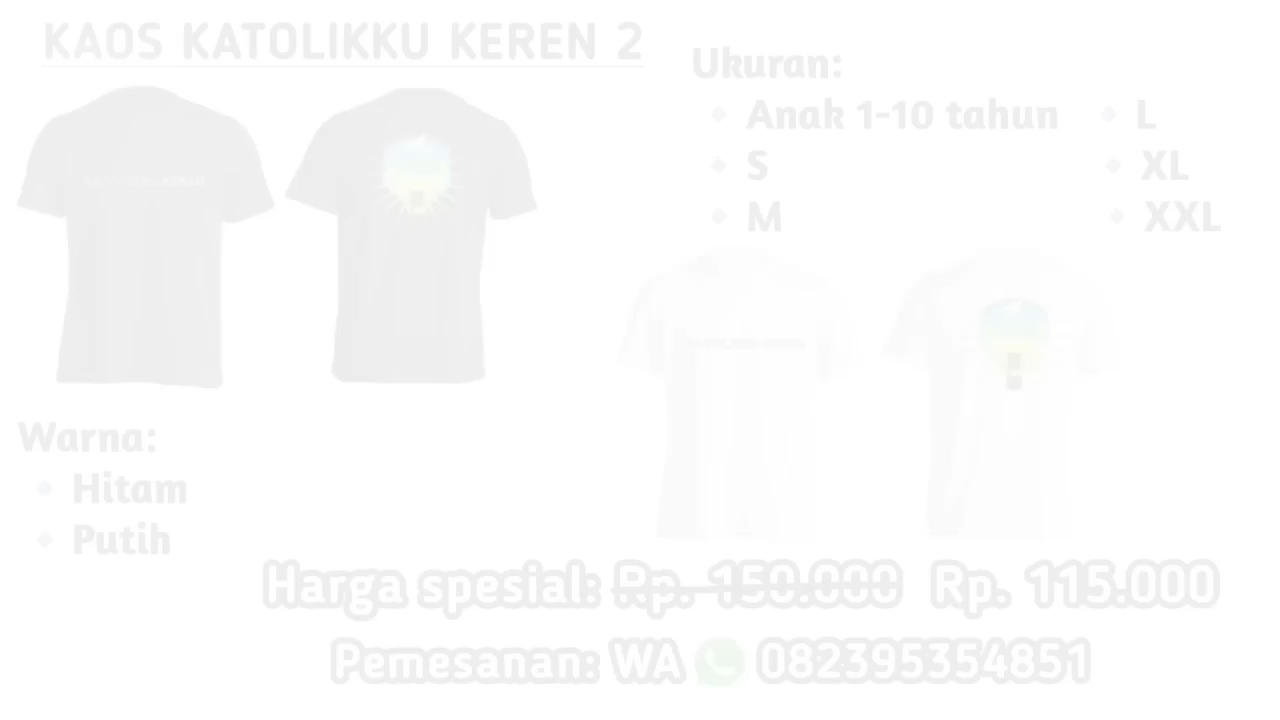 KAOS KATOLIKKU KEREN 2
Ukuran:
Anak 1-10 tahun
S
M
L
XL
XXL
Warna:
Hitam
Putih
Harga spesial: Rp. 150.000 Rp. 115.000
Pemesanan: WA 082395354851